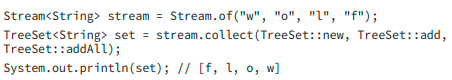 Stream<String> stream = Stream.of("w", "o", "l", "f");
TreeSet<String> set = stream.collect(TreeSet::new, TreeSet::add,
TreeSet::addAll);
System.out.println(set); // [f, l, o, w]